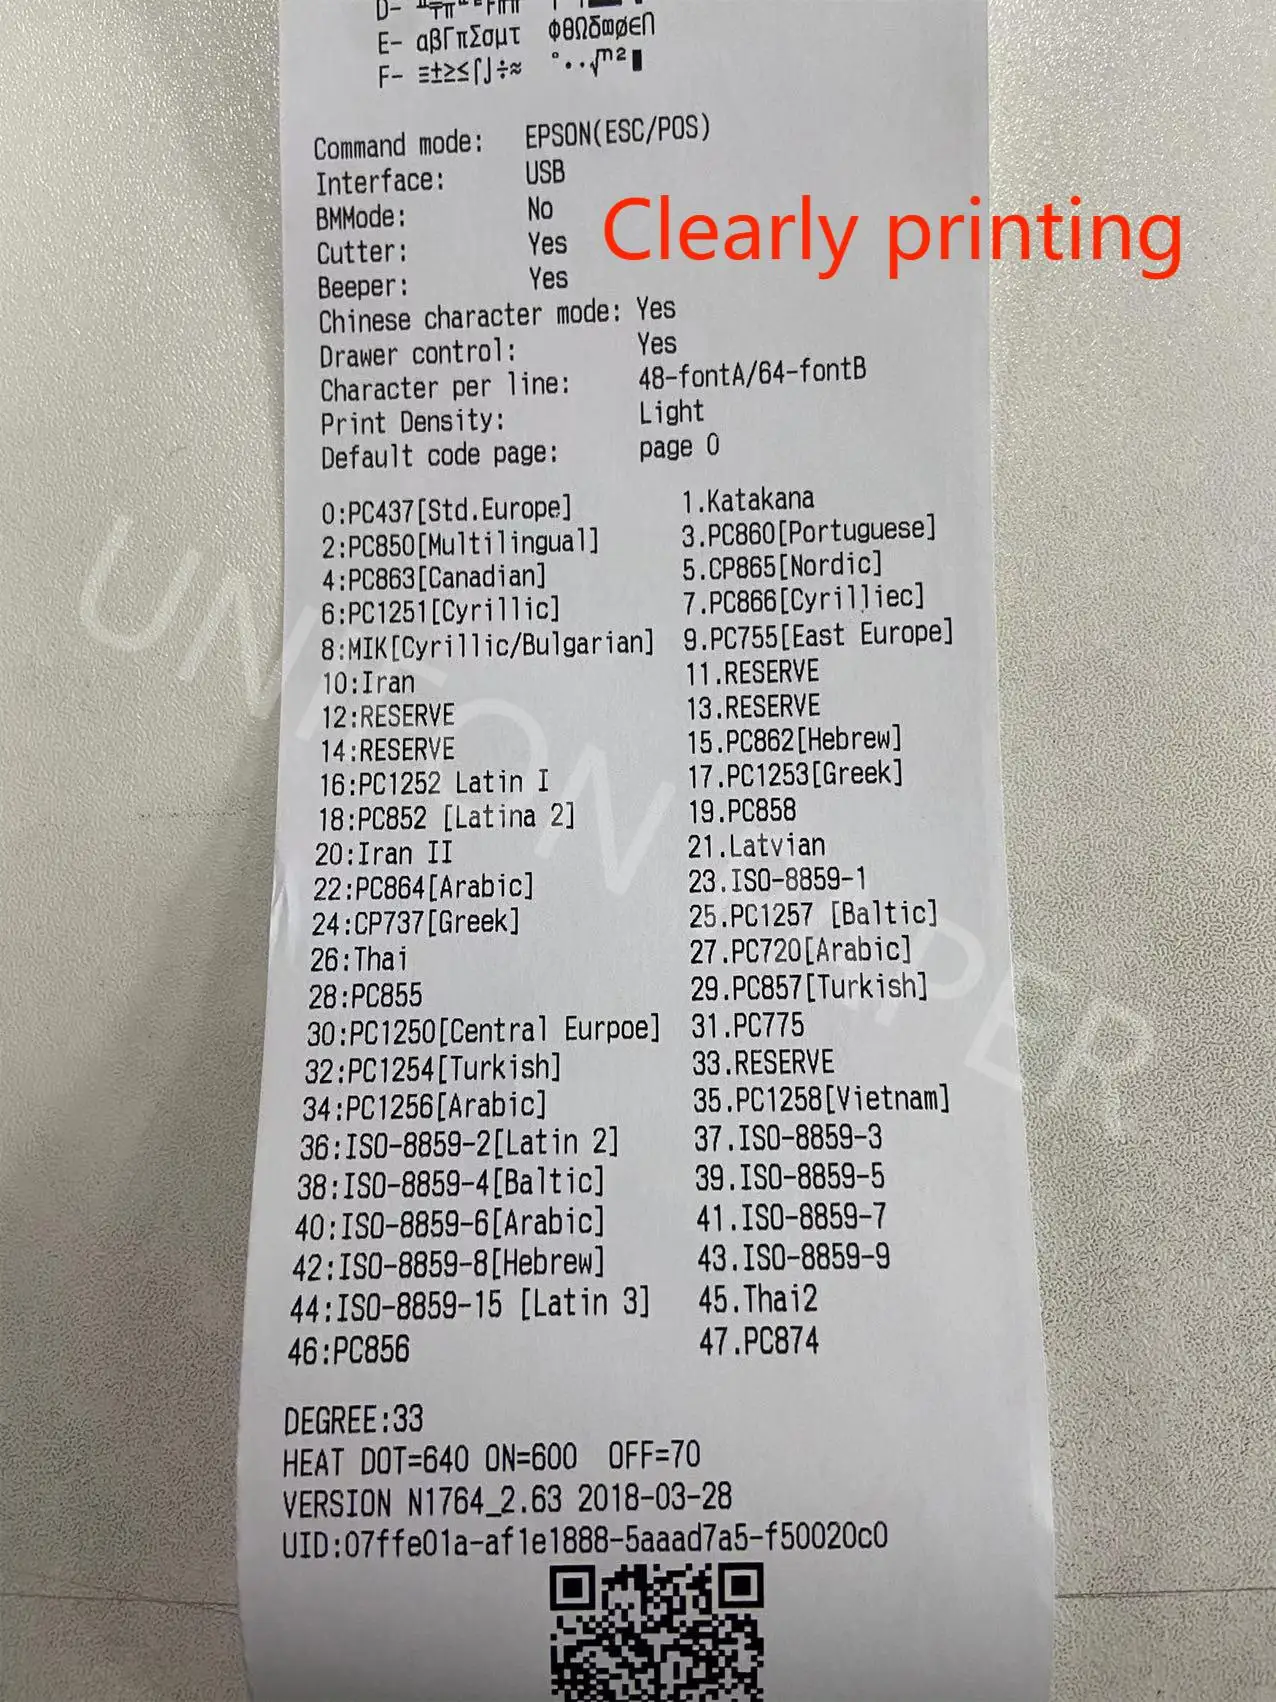 E- αβΓπΣσµτ ΦθΩδ∞ø∈∩
F- ≡±≥≤⌠⌡÷≈ °∙·√ⁿ²■
Command mode: EPSON(ESC/POS)
Interface: USB
BMMode: No
Cutter: Yes
Beeper: Yes
Clearly printing
Chinese character mode: Yes
Drawer control: Yes
Character per line: 48-fontA/64-fontB
Print Density: Light
Default code page: page 0
0:PC437[Std.Europe] 1.Katakana
2:PC850[Multilingual] 3.PC860[Portuguese]
4:PC863[Canadian] 5.CP865[Nordic]
6:PC1251[Cyrillic] 7.PC866[Cyrilliec]
8:MIK[Cyrillic/Bulgarian] 9.PC755[East Europe]
10:Iran 11.RESERVE
12:RESERVE 13.RESERVE
14:RESERVE 15.PC862[Hebrew]
16:PC1252 Latin I 17.PC1253[Greek]
18:PC852 [Latina 2] 19.PC858
20:Iran II 21.Latvian
22:PC864[Arabic] 23.ISO-8859-1
24:CP737[Greek] 25.PC1257 [Baltic]
26:Thai 27.PC720[Arabic]
28:PC855 29.PC857[Turkish]
30:PC1250[Central Eurpoe] 31.PC775
32:PC1254[Turkish] 33.RESERVE
34:PC1256[Arabic] 35.PC1258[Vietnam]
36:ISO-8859-2[Latin 2] 37.ISO-8859-3
38:ISO-8859-4[Baltic] 39.ISO-8859-5
40:ISO-8859-6[Arabic] 41.ISO-8859-7
42:ISO-8859-8[Hebrew] 43.ISO-8859-9
44:ISO-8859-15 [Latin 3] 45.Thai2
46:PC856 47.PC874
DEGREE:33
HEAT DOT=640 ON=600 OFF=70
VERSION N1764_2.63 2018-03-28
UID:07ffe01a-af1e1888-5aaad7a5-f50020c0
UNITON PAPER